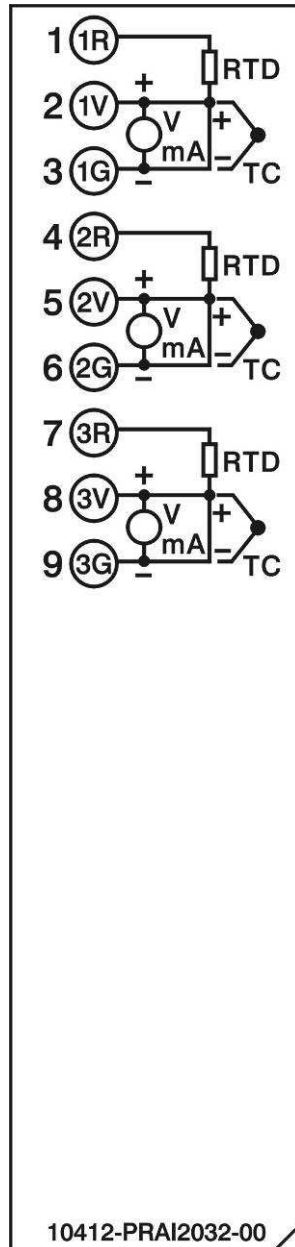 1 1R RTD
+
2 1V V +
mA
3 1G − − TC
4 2R RTD
+
5 2V V +
mA
6 2G − − TC
7 3R RTD
+
8 3V V +
mA
9 3G − − TC
10412-PRAI2032-00